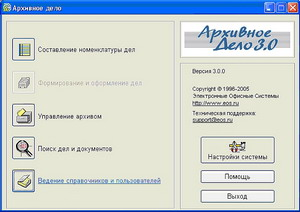 Архивное дело
Составление номенклатуры дел
Формирование и оформление дел
Управление архивом
Поиск дел и документов
Ведение справочников и пользователей
Архивное
Дело 3.0
Версия 3.0.0
Copyright © 1996-2005
Электронные Офисные Системы
http://www.eos.ru
Техническая поддержка:
support@eos.ru
Настройки системы
Помощь
Выход